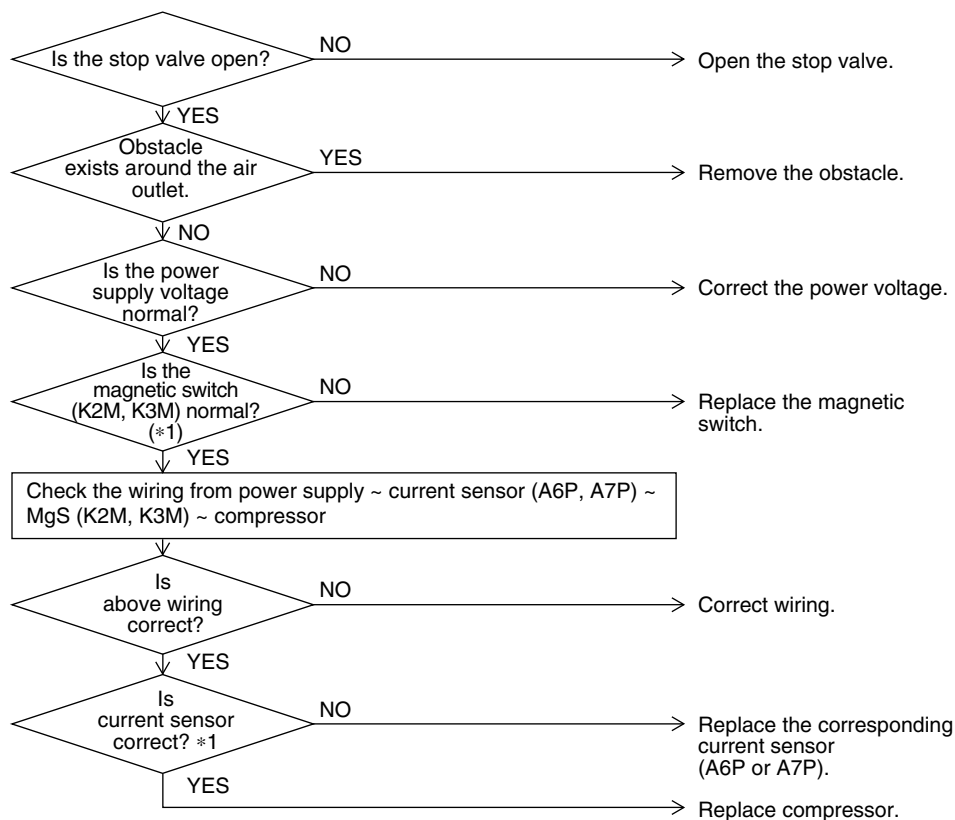 Is the stop valve open?
NO
Open the stop valve.
YES
Obstacle
exists around the air
outlet.
YES
Remove the obstacle.
NO
Is the power
supply voltage
normal?
NO
Correct the power voltage.
YES
Is the
magnetic switch
(K2M, K3M) normal?
(*1)
NO
Replace the magnetic
switch.
YES
Check the wiring from power supply ~ current sensor (A6P, A7P) ~
MgS (K2M, K3M) ~ compressor
Is
above wiring
correct?
NO
Correct wiring.
YES
Is
current sensor
correct? *1
NO
Replace the corresponding
current sensor
(A6P or A7P).
YES
Replace compressor.